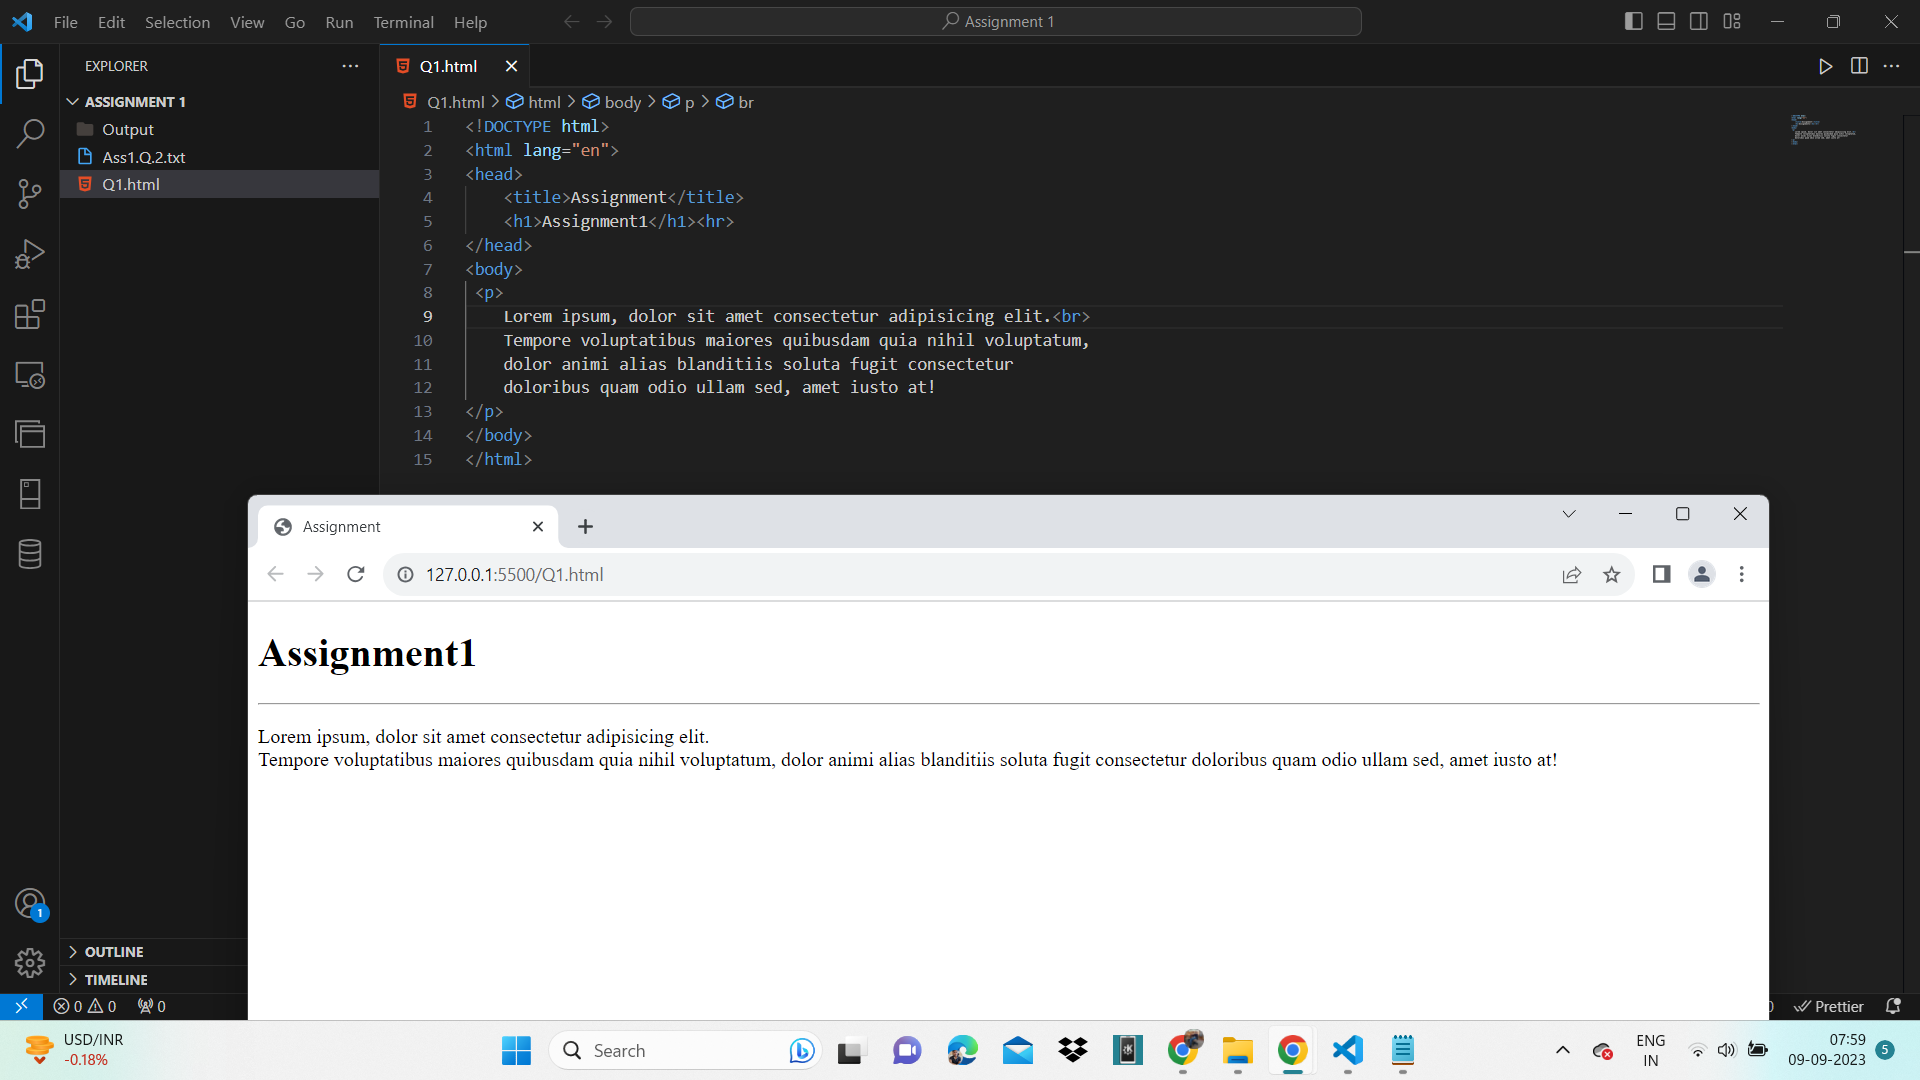 File Edit Selection View Go Run Terminal Help
Assignment 1
EXPLORER
ASSIGNMENT 1
Output
Ass1.Q.2.txt
Q1.html
Q1.html
Q1.html html body p br
1 <!DOCTYPE html>
2 <html lang="en">
3 <head>
4 <title>Assignment</title>
5 <h1>Assignment1</h1><hr>
6 </head>
7 <body>
8 <p>
9 Lorem ipsum, dolor sit amet consectetur adipisicing elit.<br>
10 Tempore voluptatibus maiores quibusdam quia nihil voluptatum,
11 dolor animi alias blanditiis soluta fugit consectetur
12 doloribus quam odio ullam sed, amet iusto at!
13 </p>
14 </body>
15 </html>
Assignment
127.0.0.1:5500/Q1.html
Assignment1
Lorem ipsum, dolor sit amet consectetur adipisicing elit.
Tempore voluptatibus maiores quibusdam quia nihil voluptatum, dolor animi alias blanditiis soluta fugit consectetur doloribus quam odio ullam sed, amet iusto at!
1
OUTLINE
TIMELINE
0 0 0
Prettier
USD/INR
-0.18%
Search
ENG
IN
07:59
09-09-2023
5